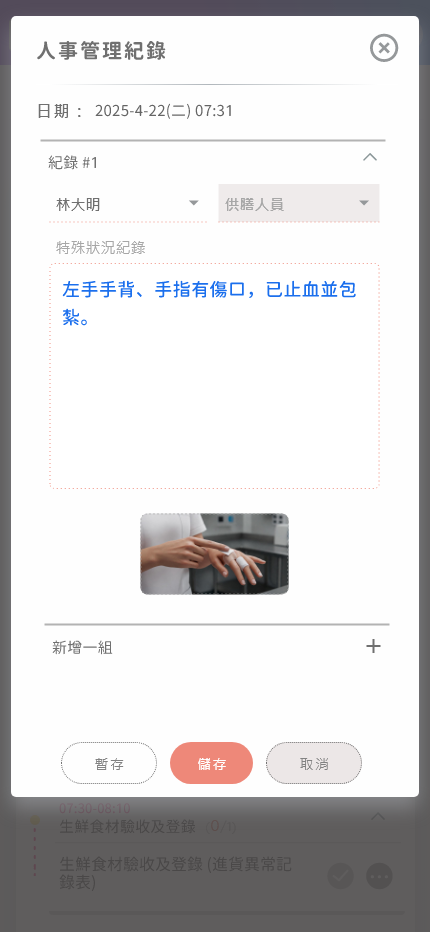 人事管理紀錄
日期： 2025-4-22(二) 07:31
紀錄 #1
林大明 供膳人員
特殊狀況紀錄
左手手背、手指有傷口，已止血並包
紮。
新增一組
暫存 儲存 取消
07:30-08:10
生鮮食材驗收及登錄 (0/1)
生鮮食材驗收及登錄 (進貨異常記
錄表)